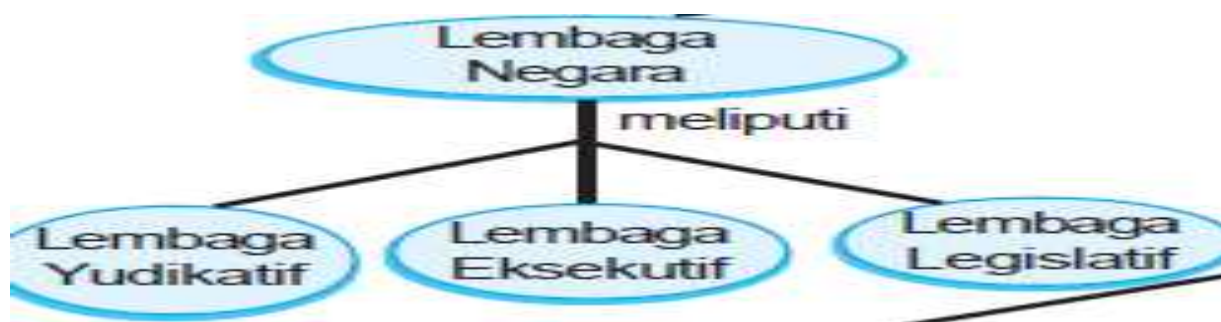 Lembaga
Negara
meliputi
Lembaga
Yudikatif
Lembaga
Eksekutif
Lembaga
Legislatif